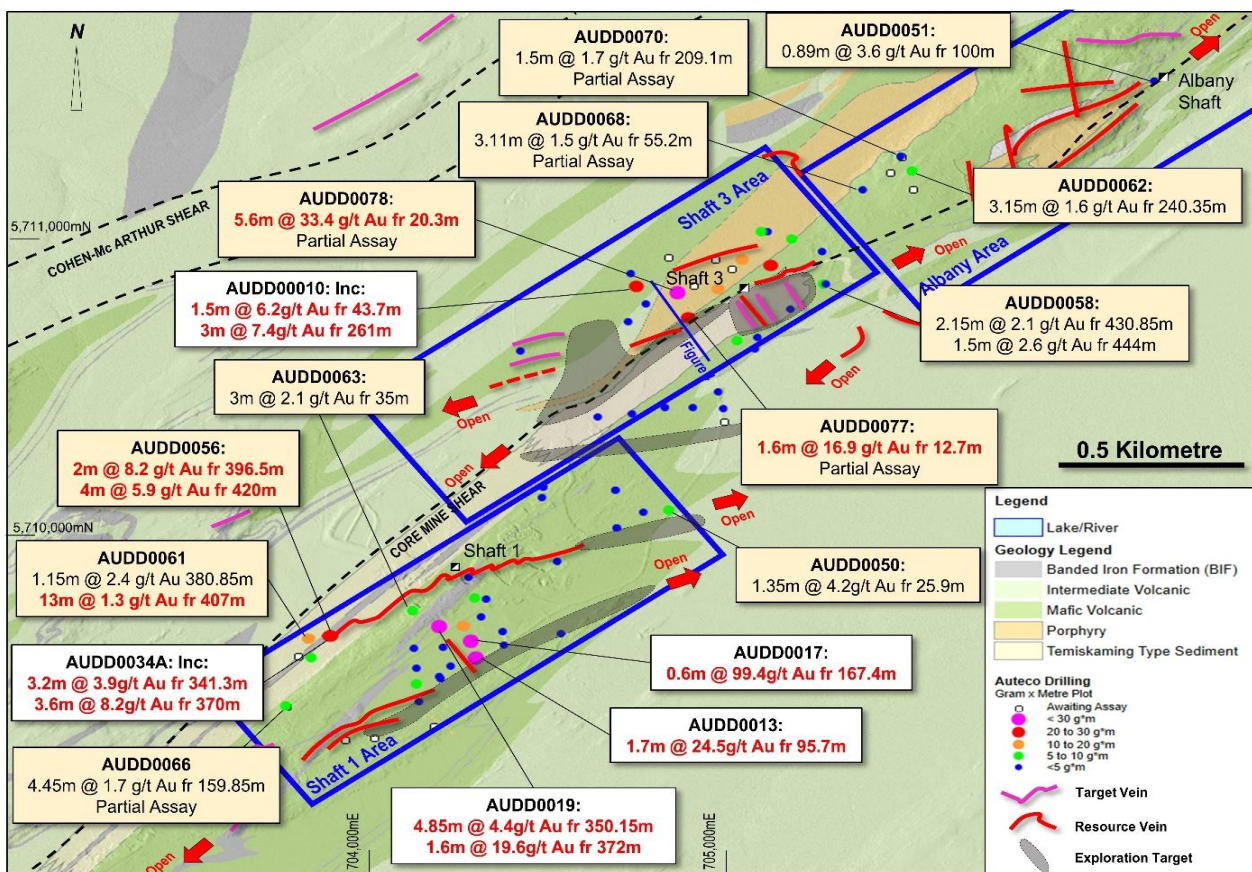 N
AUDD0070:
1.5m @ 1.7 g/t Au fr 209.1m
Partial Assay
AUDD0051:
0.89m @ 3.6 g/t Au fr 100m
Open
Albany
Shaft
AUDD0068:
3.11m @ 1.5 g/t Au fr 55.2m
Partial Assay
AUDD0078:
5.6m @ 33.4 g/t Au fr 20.3m
Partial Assay
Shaft 3 Area
AUDD0062:
3.15m @ 1.6 g/t Au fr 240.35m
5,711,000mN
COHEN-Mc ARTHUR SHEAR
Open
Albany Area
AUDD00010: Inc:
1.5m @ 6.2g/t Au fr 43.7m
3m @ 7.4g/t Au fr 261m
Shaft 3
Figure
AUDD0058:
2.15m @ 2.1 g/t Au fr 430.85m
1.5m @ 2.6 g/t Au fr 444m
AUDD0063:
3m @ 2.1 g/t Au fr 35m
Open
Open
AUDD0077:
1.6m @ 16.9 g/t Au fr 12.7m
Partial Assay
0.5 Kilometre
AUDD0056:
2m @ 8.2 g/t Au fr 396.5m
4m @ 5.9 g/t Au fr 420m
Open
5,710,000mN
CORE MINE SHEAR
Open
Shaft 1
Open
AUDD0061
1.15m @ 2.4 g/t Au 380.85m
13m @ 1.3 g/t Au fr 407m
AUDD0050:
1.35m @ 4.2g/t Au fr 25.9m
AUDD0034A: Inc:
3.2m @ 3.9g/t Au fr 341.3m
3.6m @ 8.2g/t Au fr 370m
AUDD0017:
0.6m @ 99.4g/t Au fr 167.4m
AUDD0013:
1.7m @ 24.5g/t Au fr 95.7m
Shaft 1 Area
AUDD0066
4.45m @ 1.7 g/t Au fr 159.85m
Partial Assay
AUDD0019:
4.85m @ 4.4g/t Au fr 350.15m
1.6m @ 19.6g/t Au fr 372m
Open
704,000mE
705,000mE
Legend
Lake/River
Geology Legend
Banded Iron Formation (BIF)
Intermediate Volcanic
Mafic Volcanic
Porphyry
Temiskaming Type Sediment
Auteco Drilling
Gram x Metre Plot
Awaiting Assay
< 30 g*m
20 to 30 g*m
10 to 20 g*m
5 to 10 g*m
<5 g*m
Target Vein
Resource Vein
Exploration Target